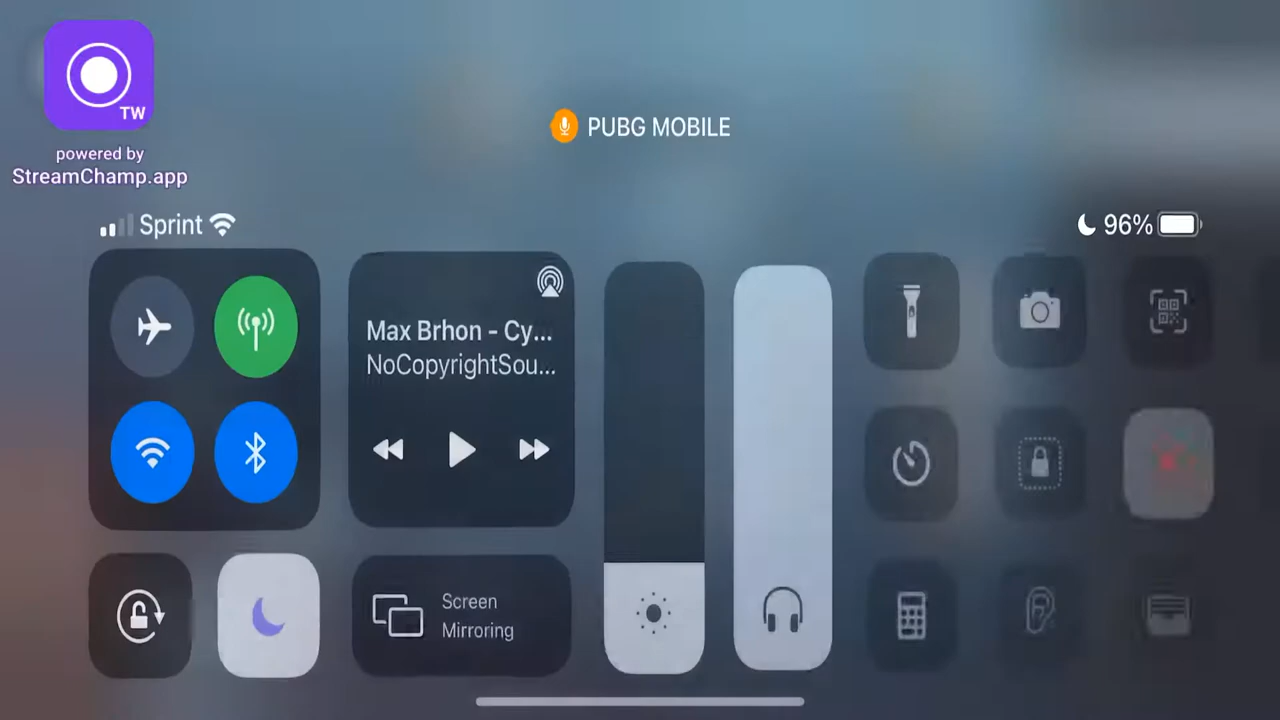 TW
powered by
StreamChamp.app
PUBG MOBILE
Sprint
96%
Max Brhon - Cy...
NoCopyrightSou...
Screen
Mirroring